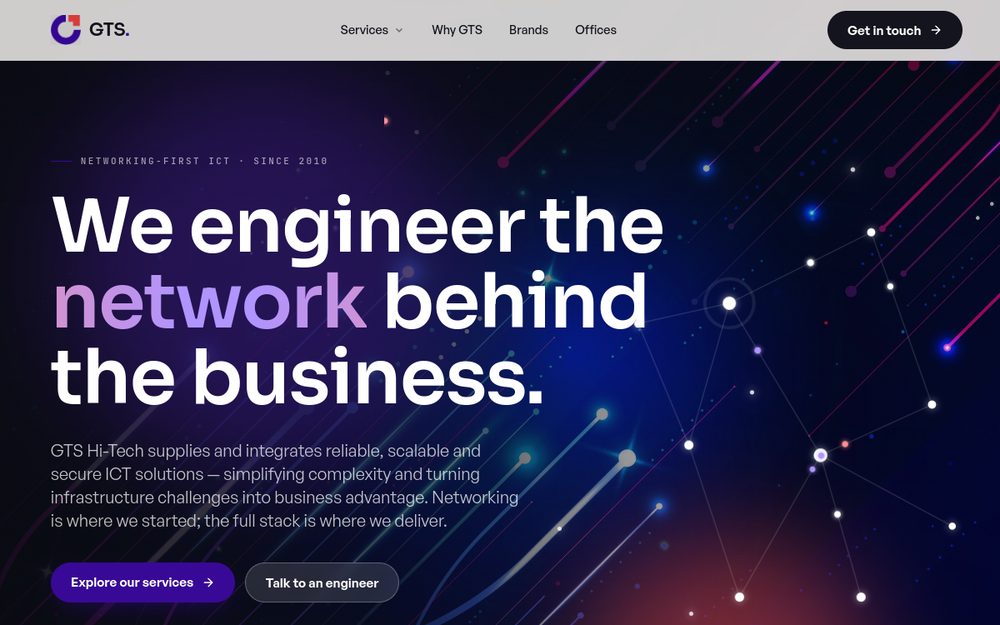 GTS.
Services
Why GTS
Brands
Offices
Get in touch
NETWORKING-FIRST ICT · SINCE 2010
We engineer the
network behind
the business.
GTS Hi-Tech supplies and integrates reliable, scalable and
secure ICT solutions — simplifying complexity and turning
infrastructure challenges into business advantage. Networking
is where we started; the full stack is where we deliver.
Explore our services
Talk to an engineer